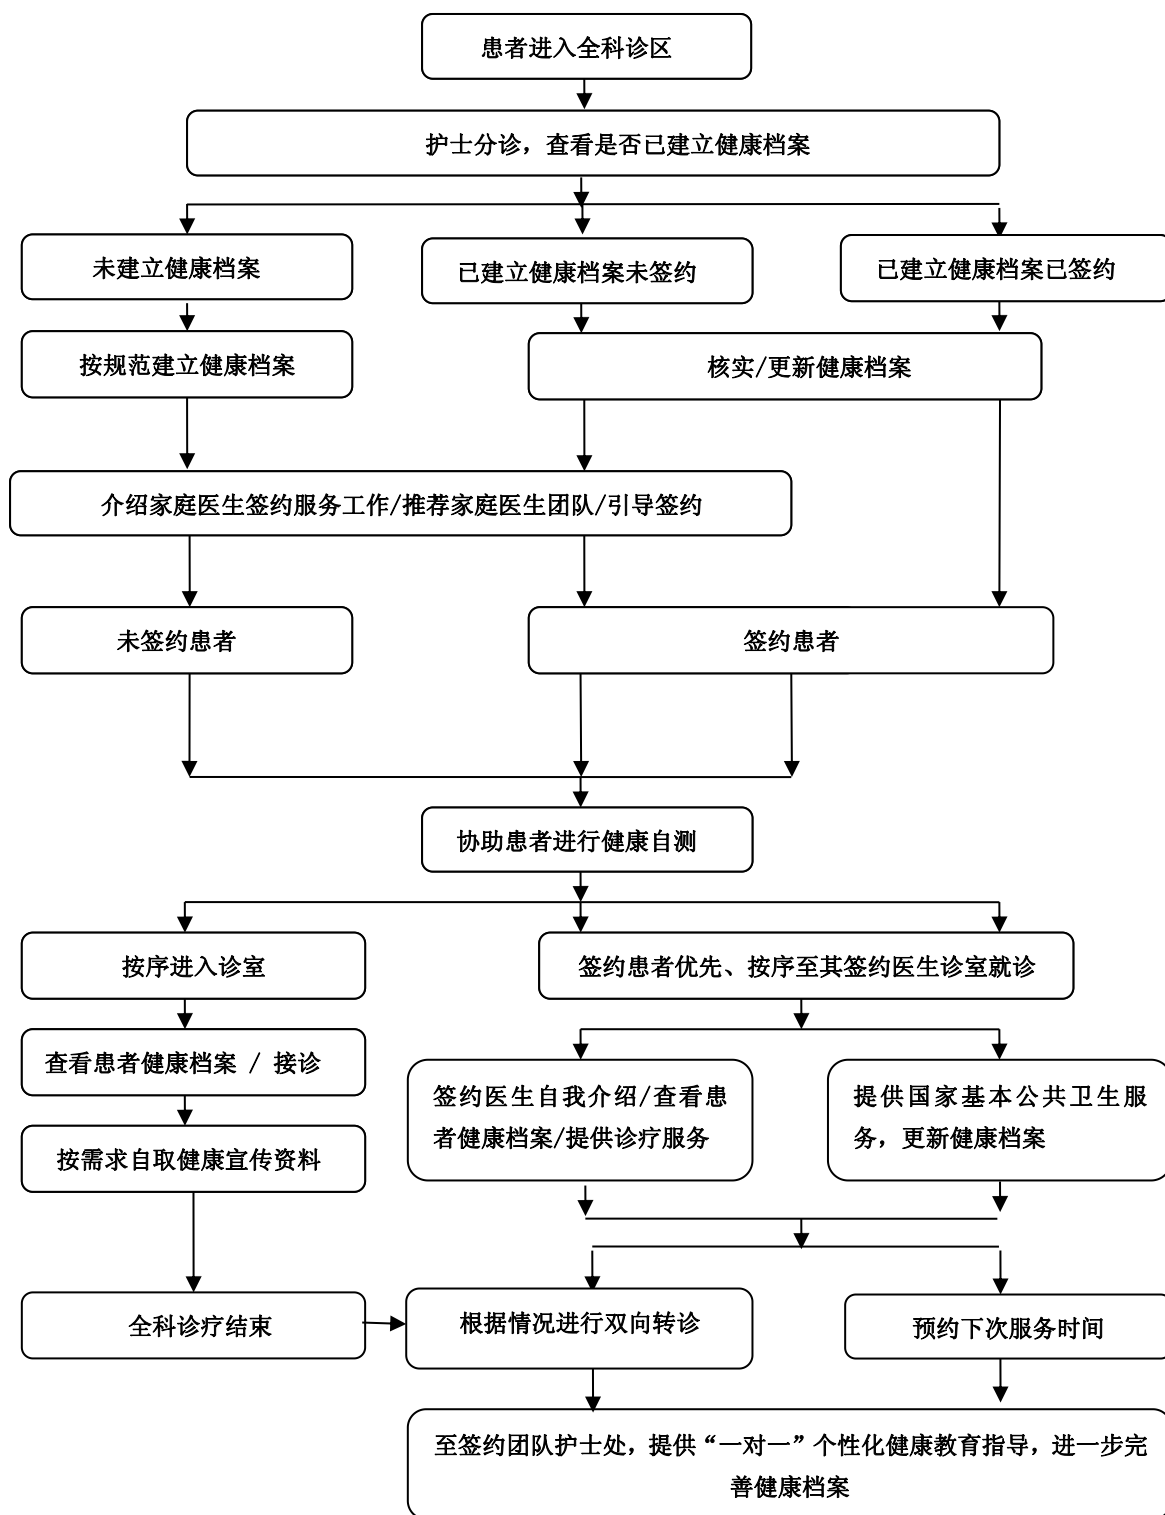 患者进入全科诊区
护士分诊，查看是否已建立健康档案
未建立健康档案
已建立健康档案未签约
已建立健康档案已签约
按规范建立健康档案
核实/更新健康档案
介绍家庭医生签约服务工作/推荐家庭医生团队/引导签约
未签约患者
签约患者
协助患者进行健康自测
按序进入诊室
签约患者优先、按序至其签约医生诊室就诊
查看患者健康档案 / 接诊
签约医生自我介绍/查看患
者健康档案/提供诊疗服务
提供国家基本公共卫生服
务，更新健康档案
按需求自取健康宣传资料
全科诊疗结束
根据情况进行双向转诊
预约下次服务时间
至签约团队护士处，提供“一对一”个性化健康教育指导，进一步完
善健康档案